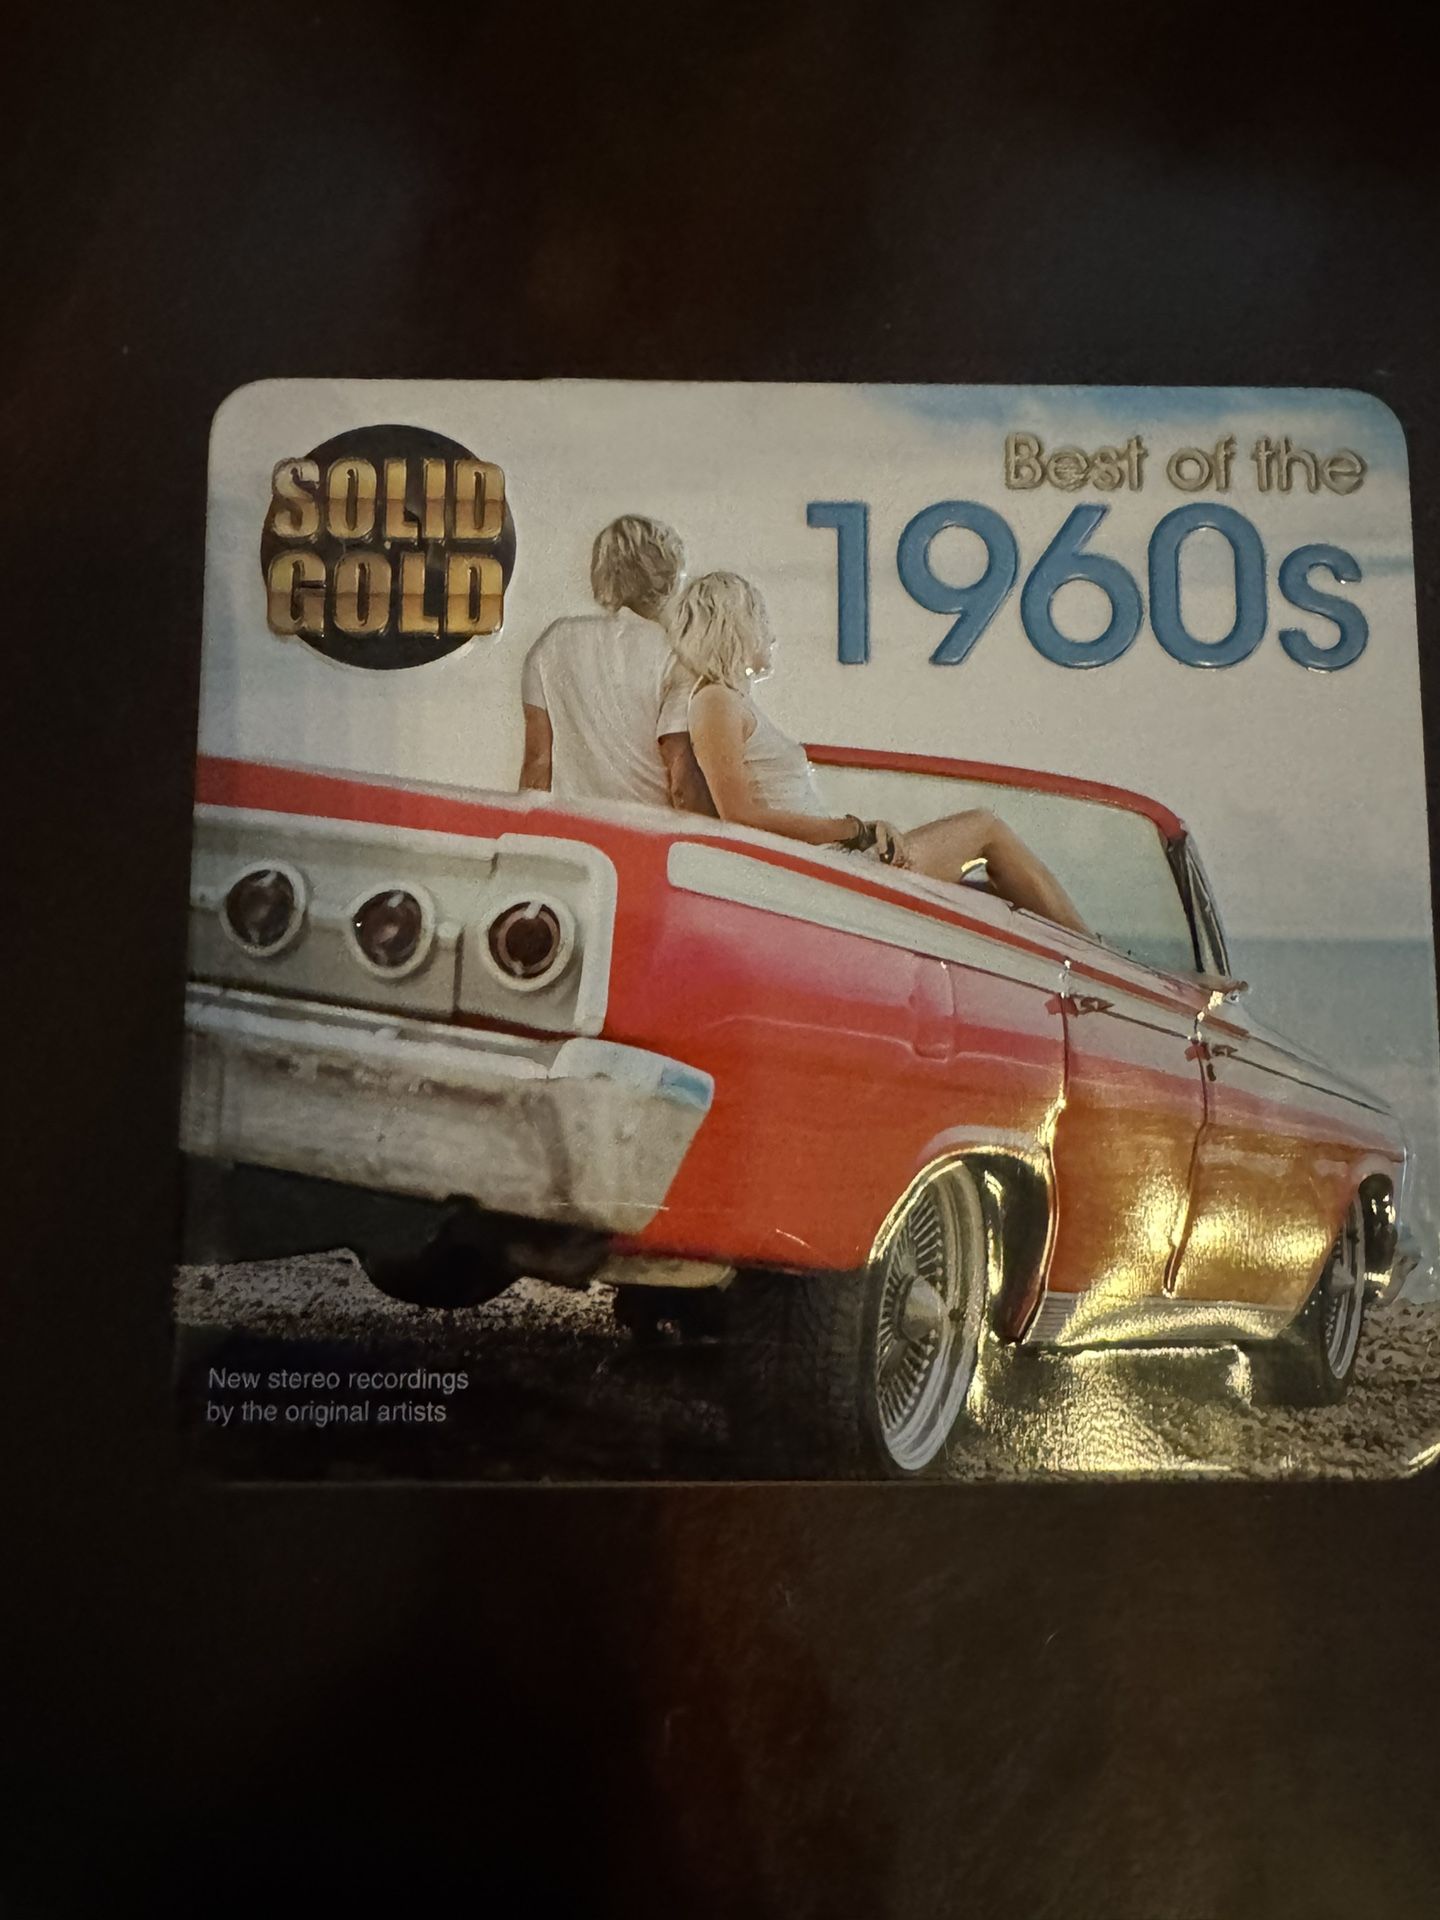 SOLID
GOLD
Best of the
1960s
New stereo recordings
by the original artists